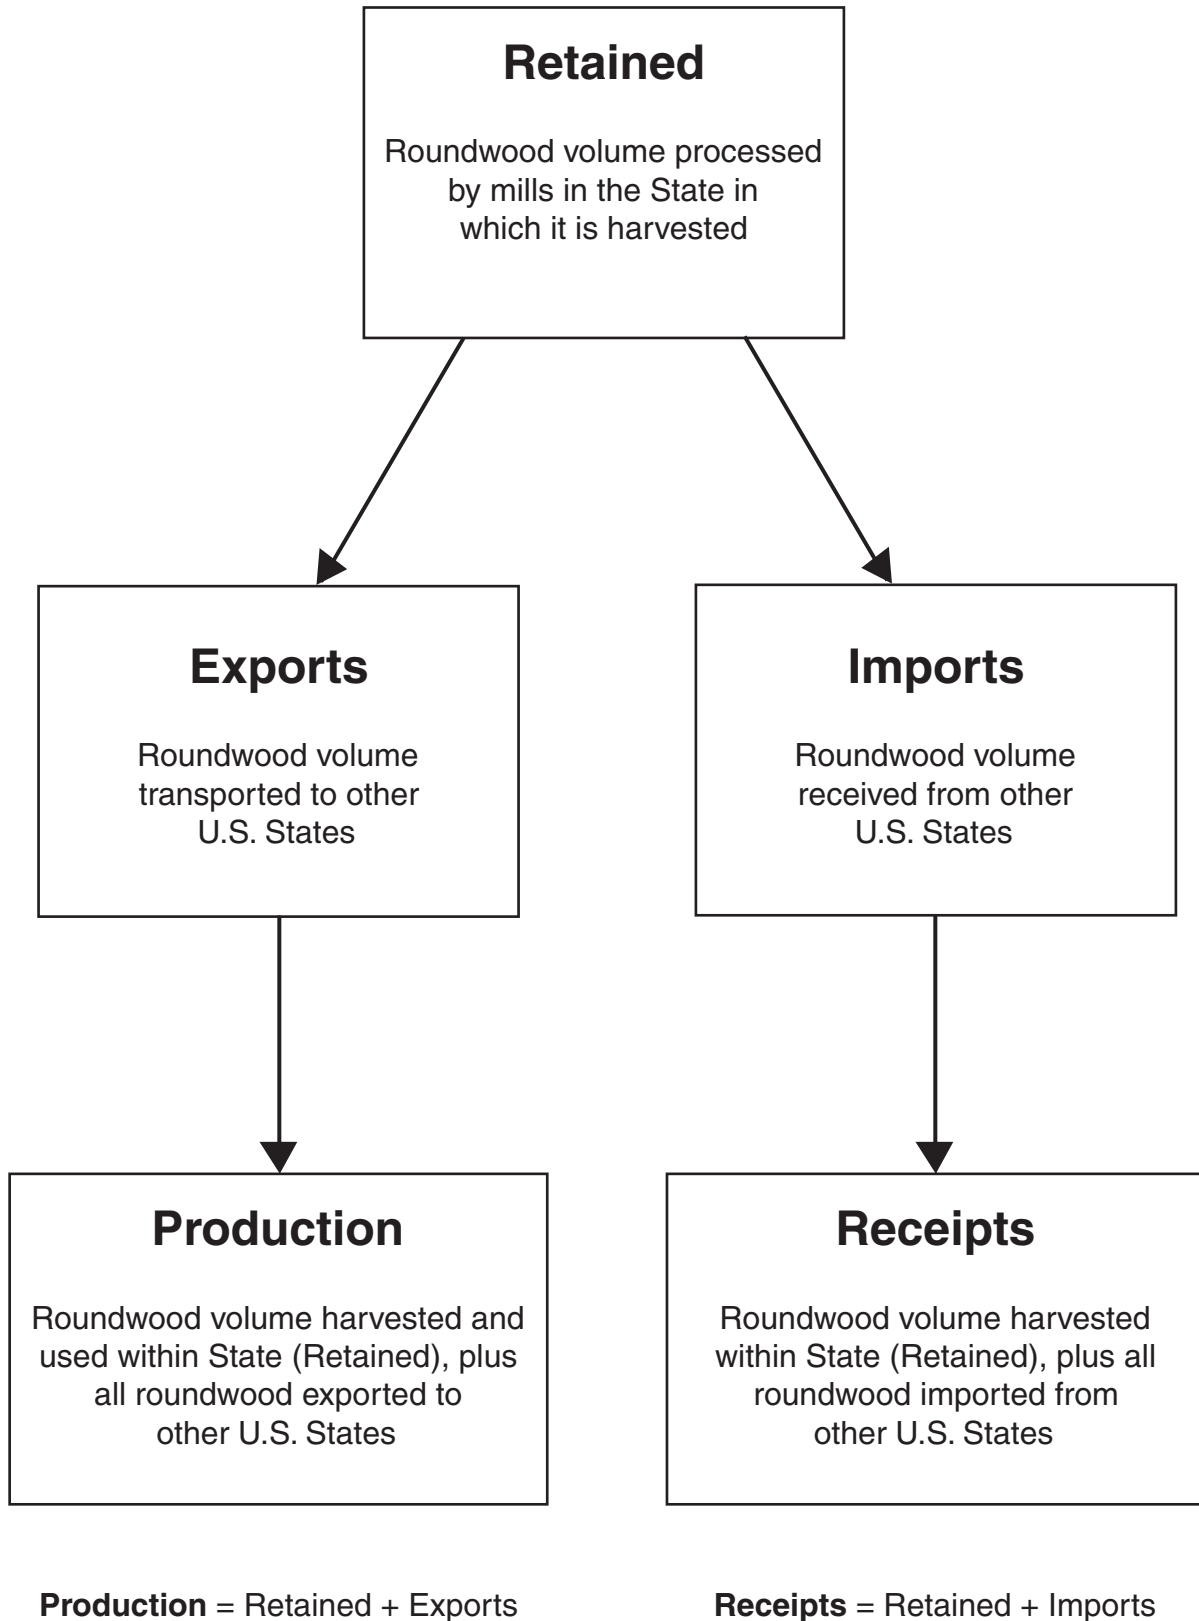 Retained
Roundwood volume processed
by mills in the State in
which it is harvested
Exports
Roundwood volume
transported to other
U.S. States
Imports
Roundwood volume
received from other
U.S. States
Production
Roundwood volume harvested and
used within State (Retained), plus
all roundwood exported to
other U.S. States
Receipts
Roundwood volume harvested
within State (Retained), plus all
roundwood imported from
other U.S. States
Production = Retained + Exports
Receipts = Retained + Imports